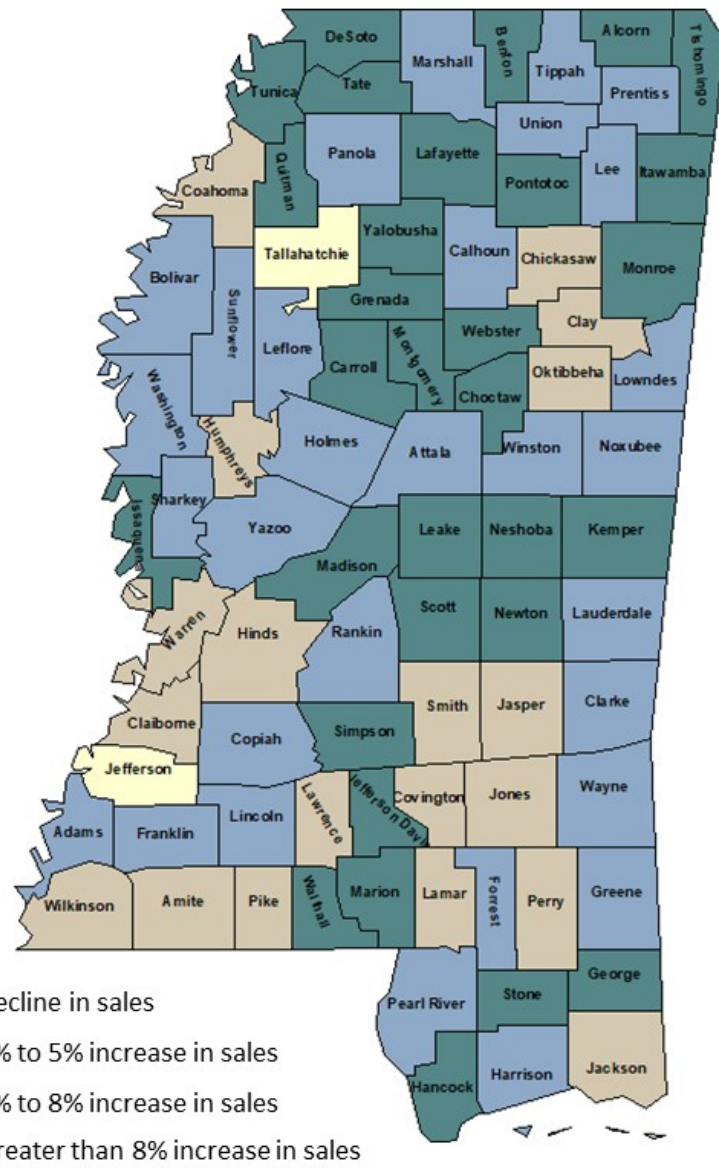 DeSoto
Marshall
Benton
Tippah
Alcorn
Tishomingo
Tunica
Tate
Prentiss
Union
Panola
Lafayette
Quitman
Pontotoc
Lee
Itawamba
Coahoma
Yalobusha
Tallahatchie
Calhoun
Chickasaw
Monroe
Bolivar
Sunflower
Grenada
Clay
Webster
Leflore
Carroll
Montgomery
Oktibbeha
Lowndes
Choctaw
Washington
Humphreys
Holmes
Attala
Winston
Noxubee
Sharkey
Issaquena
Yazoo
Leake
Neshoba
Kemper
Madison
Scott
Newton
Lauderdale
Warren
Hinds
Rankin
Smith
Jasper
Clarke
Claiborne
Copiah
Simpson
Jefferson
Lawrence
Jefferson Davi
Covington
Jones
Wayne
Adams
Franklin
Lincoln
Wilkinson
Amite
Pike
Walthall
Marion
Lamar
Forrest
Perry
Greene
Pearl River
Stone
George
Hancock
Harrison
Jackson
ecline in sales
% to 5% increase in sales
% to 8% increase in sales
reater than 8% increase in sales